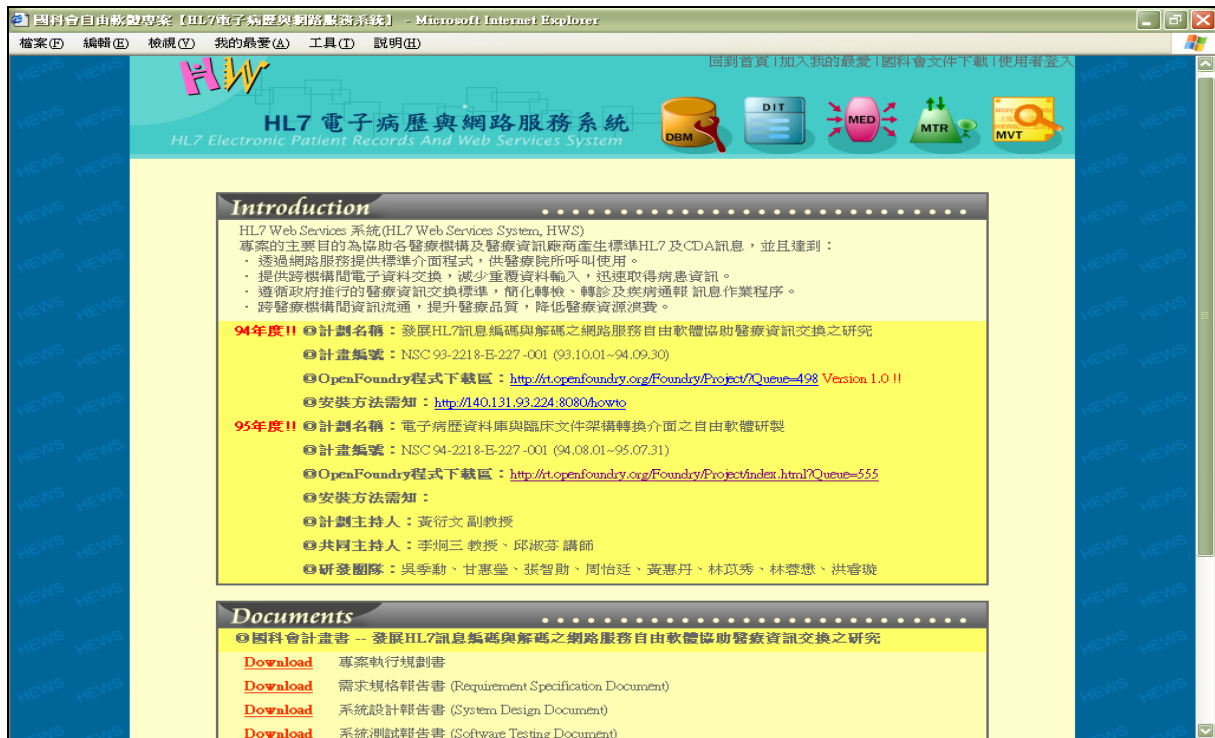 國科會自由軟體專案【HL7電子病歷與網路服務系統】 - Microsoft Internet Explorer
檔案(F) 編輯(E) 檢視(V) 我的最愛(A) 工具(T) 說明(H)
回到首頁 | 加入我的最愛 | 國科會文件下載 | 使用者登入
HW
HL7 電子病歷與網路服務系統
HL7 Electronic Patient Records And Web Services System
DBM DIT MED MTR MVT
Introduction
HL7 Web Services 系統(HL7 Web Services System, HWS)
專案的主要目的為協助各醫療機構及醫療資訊廠商產生標準HL7 及CDA訊息，並且達到：
‧透過網路服務提供標準介面程式，供醫療院所呼叫使用。
‧提供跨機構間電子資料交換，減少重覆資料輸入，迅速取得病患資訊。
‧遵循政府推行的醫療資訊交換標準，簡化轉檢、轉診及疾病通報 訊息作業程序。
‧跨醫療機構間資訊流通，提升醫療品質，降低醫療資源浪費。
94年度!! ◎計劃名稱：發展HL7訊息編碼與解碼之網路服務自由軟體協助醫療資訊交換之研究
◎計畫編號：NSC 93-2218-E-227 -001 (93.10.01~94.09.30)
◎OpenFoundry程式下載區：http://rt.openfoundry.org/Foundry/Project/?Queue=498 Version 1.0 !!
◎安裝方法需知：http://140.131.93.224:8080/howto
95年度!! ◎計劃名稱：電子病歷資料庫與臨床文件架構轉換介面之自由軟體研製
◎計畫編號：NSC 94-2218-E-227 -001 (94.08.01~95.07.31)
◎OpenFoundry程式下載區：http://rt.openfoundry.org/Foundry/Project/index.html?Queue=555
◎安裝方法需知：
◎計劃主持人：黃衍文 副教授
◎共同主持人：李炯三 教授、邱淑芬 講師
◎研發團隊：吳季勳、甘惠瑩、張智勛、周怡廷、黃惠丹、林苡秀、林蓉懋、洪睿璇
Documents
◎國科會計畫書 -- 發展HL7訊息編碼與解碼之網路服務自由軟體協助醫療資訊交換之研究
Download 專案執行規劃書
Download 需求規格報告書 (Requirement Specification Document)
Download 系統設計報告書 (System Design Document)
Download 系統測試報告書 (Software Testing Document)